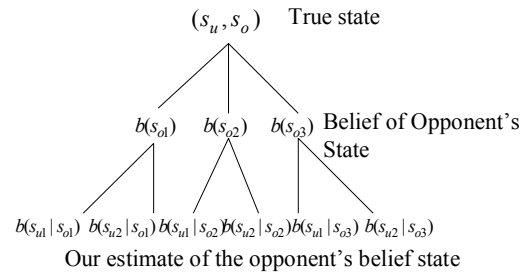 (s_u, s_o) True state
b(s_o1) b(s_o2) b(s_o3) Belief of Opponent's
State
b(s_u1 | s_o1) b(s_u2 | s_o1) b(s_u1 | s_o2) b(s_u2 | s_o2) b(s_u1 | s_o3) b(s_u2 | s_o3)
Our estimate of the opponent's belief state